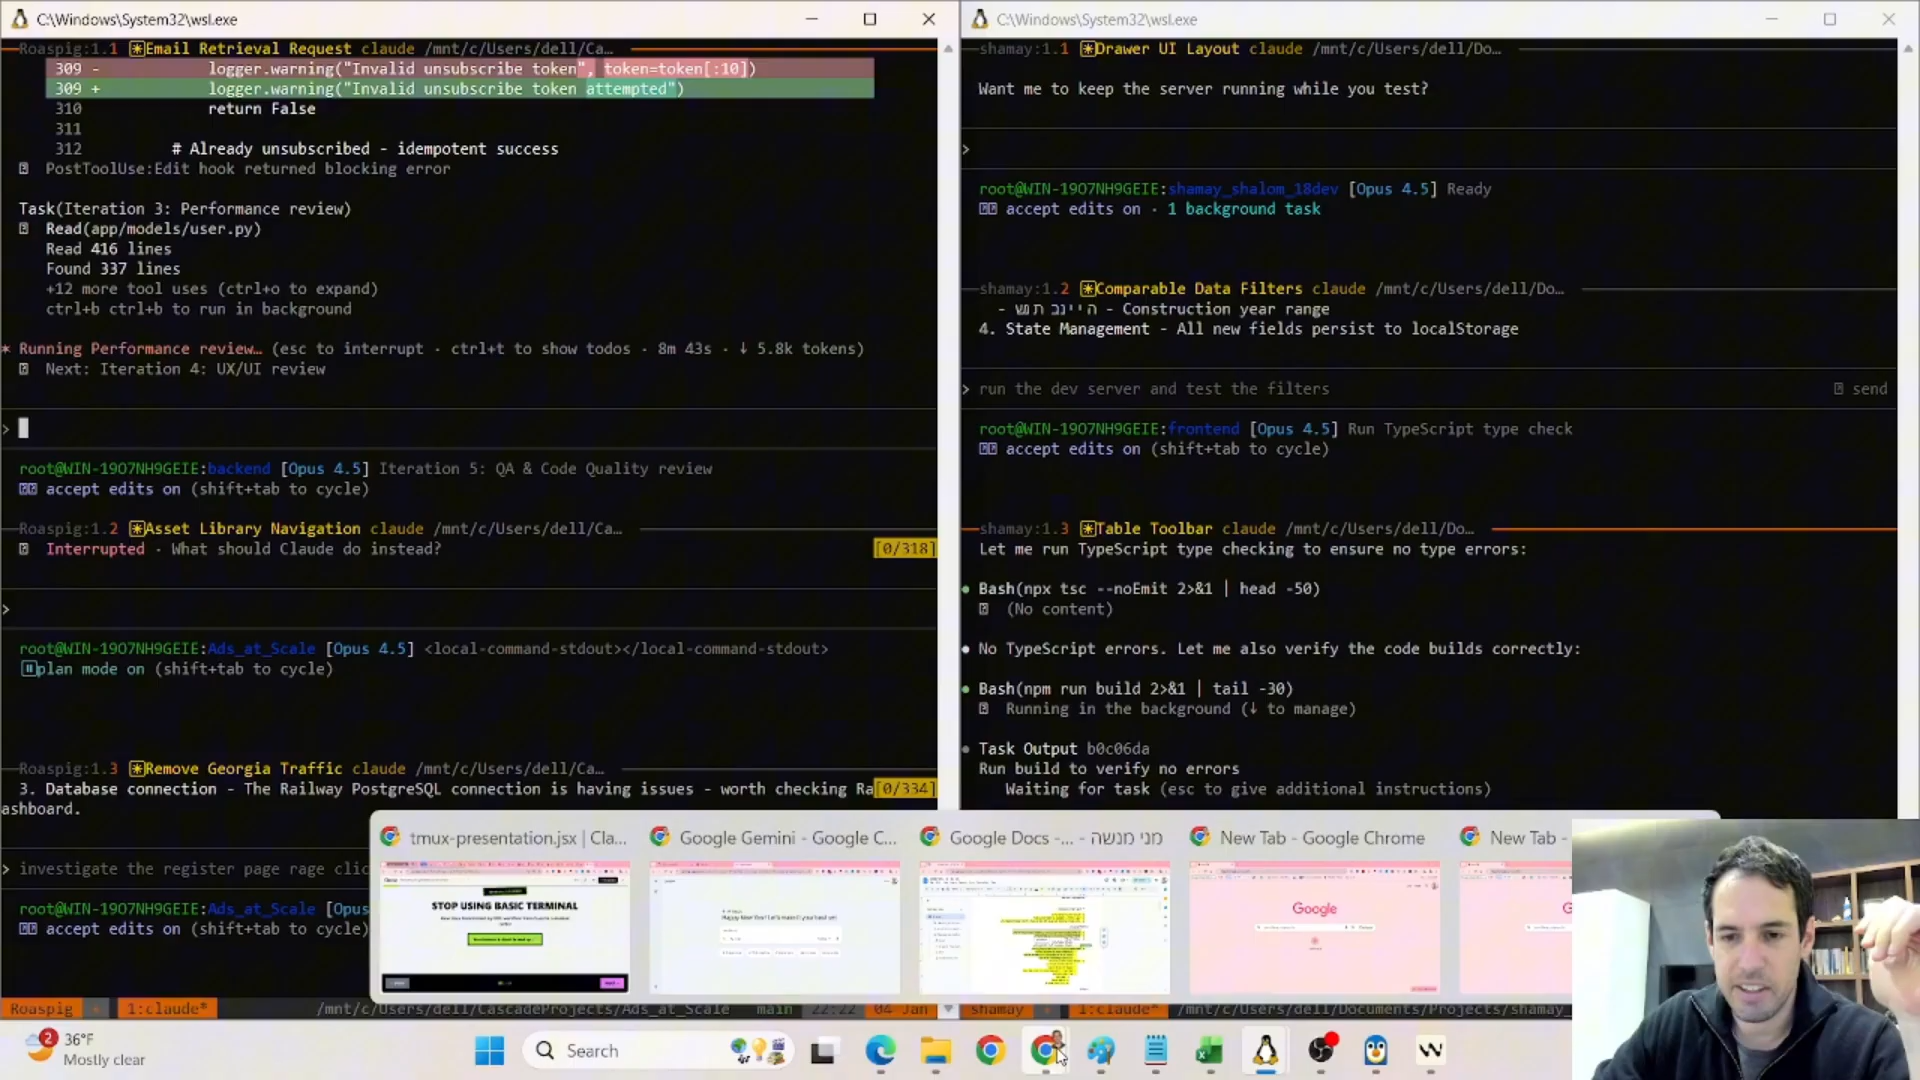 C:\Windows\System32\wsl.exe
Roaspig:1.1 Email Retrieval Request claude /mnt/c/Users/dell/Ca…
309 - logger.warning("Invalid unsubscribe token", token=token[:10])
309 + logger.warning("Invalid unsubscribe token attempted")
310 return False
311
312 # Already unsubscribed - idempotent success
PostToolUse:Edit hook returned blocking error
Task(Iteration 3: Performance review)
Read(app/models/user.py)
Read 416 lines
Found 337 lines
+12 more tool uses (ctrl+o to expand)
ctrl+b ctrl+b to run in background
* Running Performance review… (esc to interrupt · ctrl+t to show todos · 8m 43s · ↓ 5.8k tokens)
Next: Iteration 4: UX/UI review
>
root@WIN-19O7NH9GEIE:backend [Opus 4.5] Iteration 5: QA & Code Quality review
accept edits on (shift+tab to cycle)
Roaspig:1.2 Asset Library Navigation claude /mnt/c/Users/dell/Ca…
Interrupted · What should Claude do instead? [0/318]
>
root@WIN-19O7NH9GEIE:Ads_at_Scale [Opus 4.5] <local-command-stdout></local-command-stdout>
plan mode on (shift+tab to cycle)
Roaspig:1.3 Remove Georgia Traffic claude /mnt/c/Users/dell/Ca…
3. Database connection - The Railway PostgreSQL connection is having issues - worth checking Ra [0/334]
ashboard.
> investigate the register page rage clic
root@WIN-19O7NH9GEIE:Ads_at_Scale [Opus
accept edits on (shift+tab to cycle)
Roaspig 1:claude* /mnt/c/Users/dell/CascadeProjects/Ads_at_Scale main 22:22 04 Jan
C:\Windows\System32\wsl.exe
shamay:1.1 Drawer UI Layout claude /mnt/c/Users/dell/Do…
Want me to keep the server running while you test?
>
root@WIN-19O7NH9GEIE:shamay_shalom_18dev [Opus 4.5] Ready
accept edits on · 1 background task
shamay:1.2 Comparable Data Filters claude /mnt/c/Users/dell/Do…
- שנת בנייה - Construction year range
4. State Management - All new fields persist to localStorage
> run the dev server and test the filters send
root@WIN-19O7NH9GEIE:frontend [Opus 4.5] Run TypeScript type check
accept edits on (shift+tab to cycle)
shamay:1.3 Table Toolbar claude /mnt/c/Users/dell/Do…
Let me run TypeScript type checking to ensure no type errors:
● Bash(npx tsc --noEmit 2>&1 | head -50)
(No content)
● No TypeScript errors. Let me also verify the code builds correctly:
● Bash(npm run build 2>&1 | tail -30)
Running in the background (↓ to manage)
● Task Output b0c06da
Run build to verify no errors
Waiting for task (esc to give additional instructions)
shamay 1:claude* /mnt/c/Users/dell/Documents/Projects/shamay_
tmux-presentation.jsx | Cla...
Google Gemini - Google C...
Google Docs -... - מני מנשה
New Tab - Google Chrome
New Tab -
STOP USING BASIC TERMINAL
Google
2
36°F
Mostly clear
Search